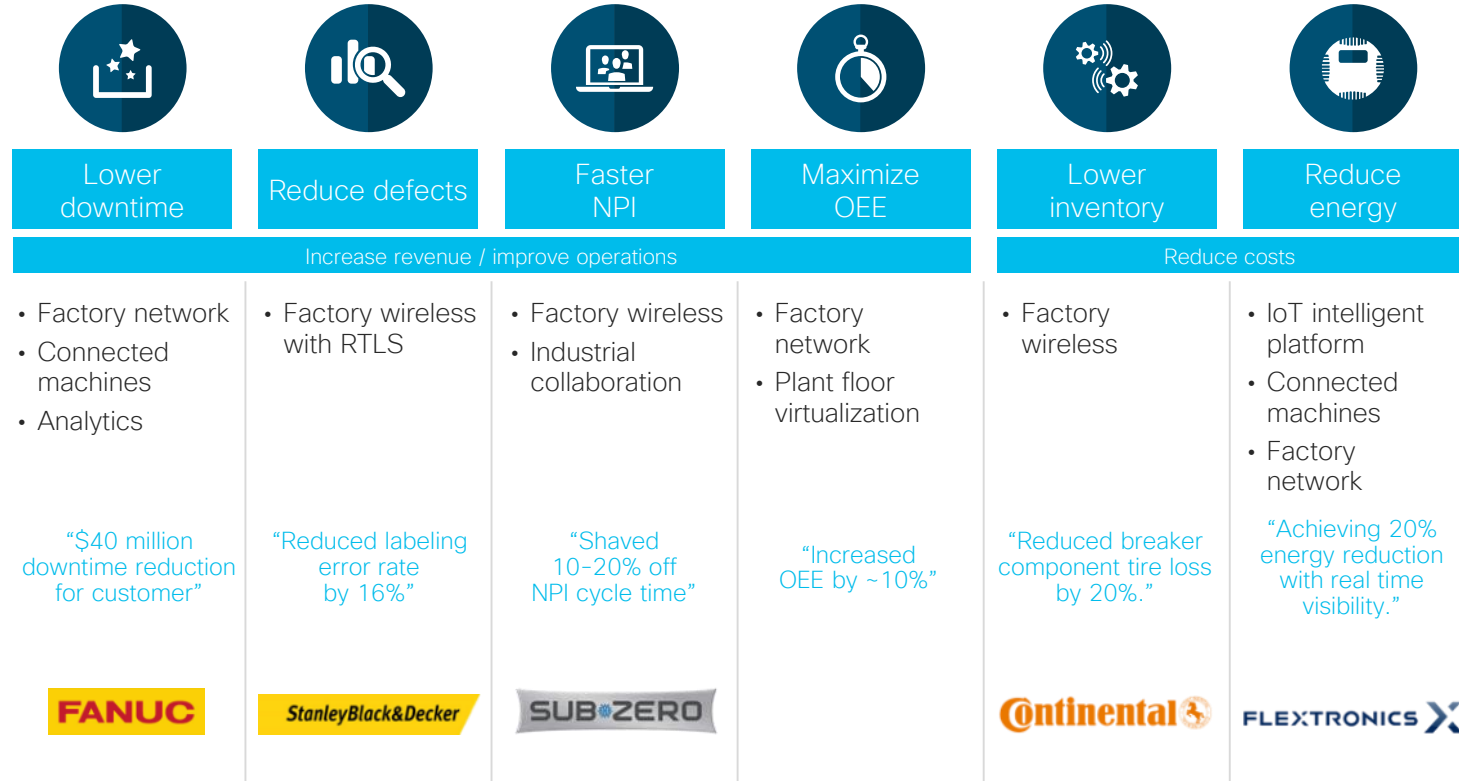 Lower
downtime
Reduce defects
Faster
NPI
Maximize
OEE
Lower
inventory
Reduce
energy
Increase revenue / improve operations
Reduce costs
• Factory network
• Connected
machines
• Analytics
• Factory wireless
with RTLS
• Factory wireless
• Industrial
collaboration
• Factory
network
• Plant floor
virtualization
• Factory
wireless
• IoT intelligent
platform
• Connected
machines
• Factory
network
“$40 million
downtime reduction
for customer”
“Reduced labeling
error rate
by 16%”
“Shaved
10-20% off
NPI cycle time”
“Increased
OEE by ~10%”
“Reduced breaker
component tire loss
by 20%.”
“Achieving 20%
energy reduction
with real time
visibility.”
FANUC
StanleyBlack&Decker
SUB ZERO
Continental
FLEXTRONICS